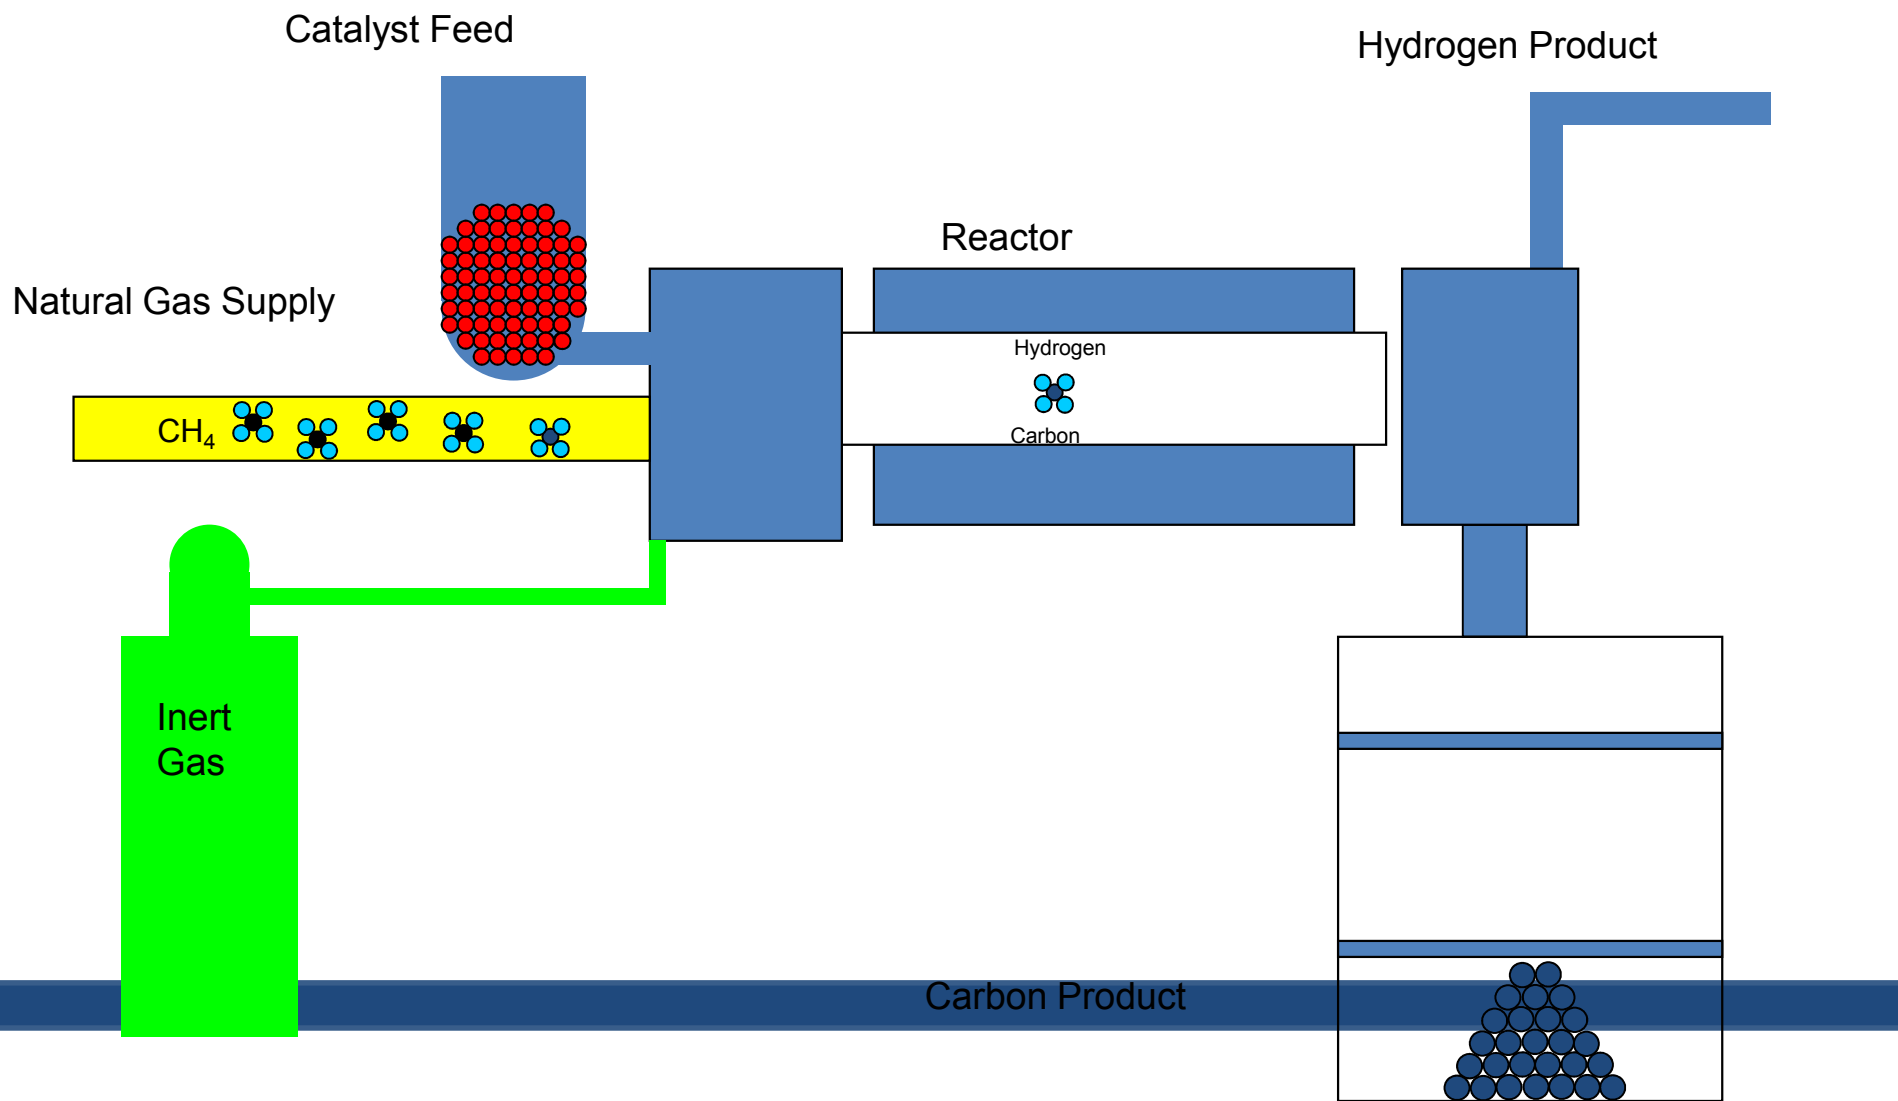 Catalyst Feed
Hydrogen Product
Reactor
Natural Gas Supply
Hydrogen
CH₄
Carbon
Inert
Gas
Carbon Product